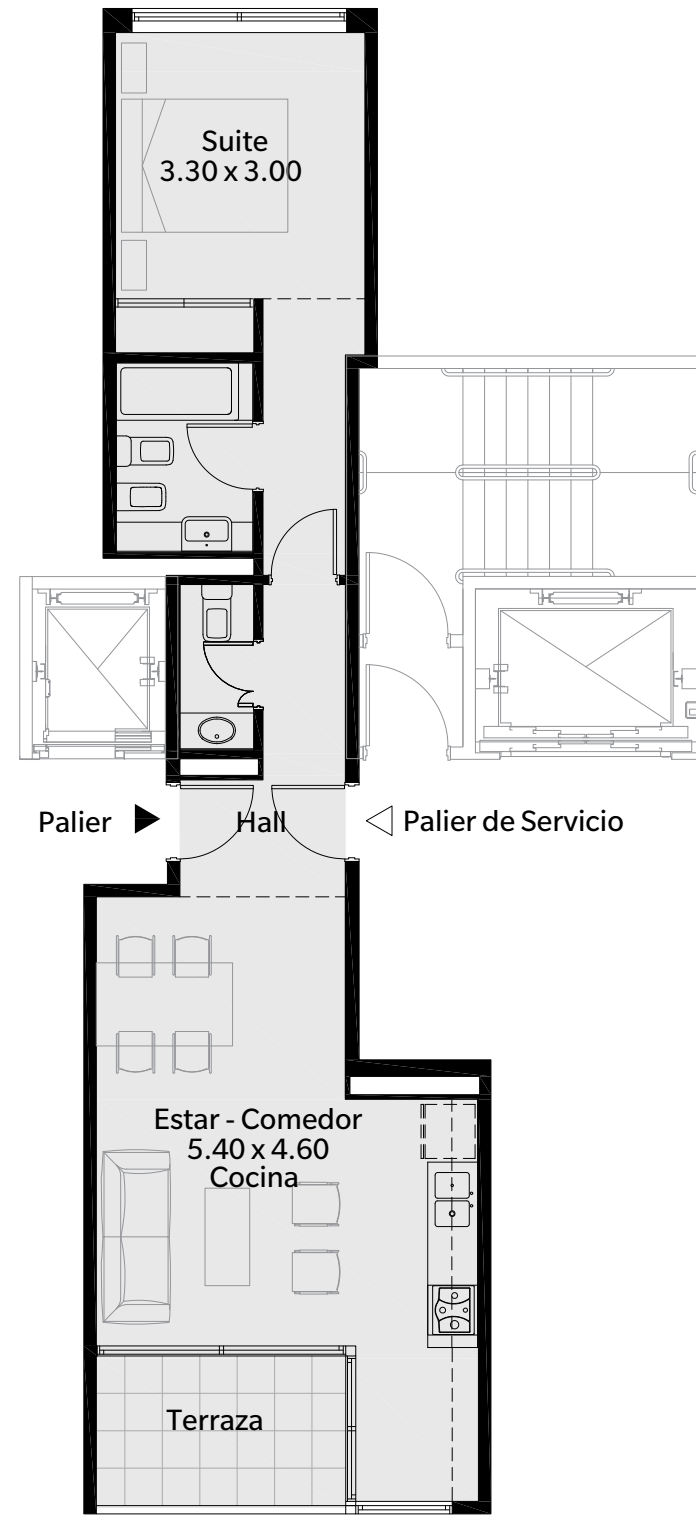 Suite
3.30 x 3.00
Palier
Hall
Palier de Servicio
Estar - Comedor
5.40 x 4.60
Cocina
Terraza